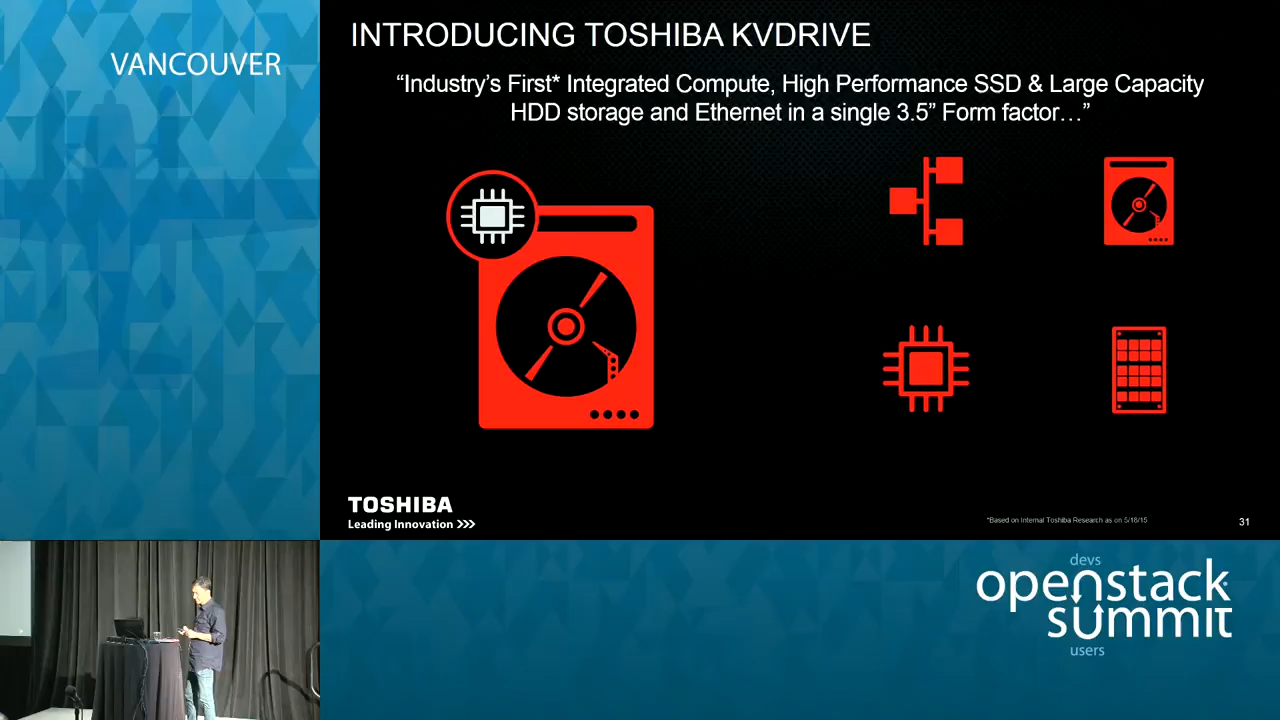 VANCOUVER
INTRODUCING TOSHIBA KVDRIVE
“Industry’s First* Integrated Compute, High Performance SSD & Large Capacity
HDD storage and Ethernet in a single 3.5” Form factor…”
TOSHIBA
Leading Innovation >>>
*Based on Internal Toshiba Research as on 5/18/15
31
devs
openstack
summit
users